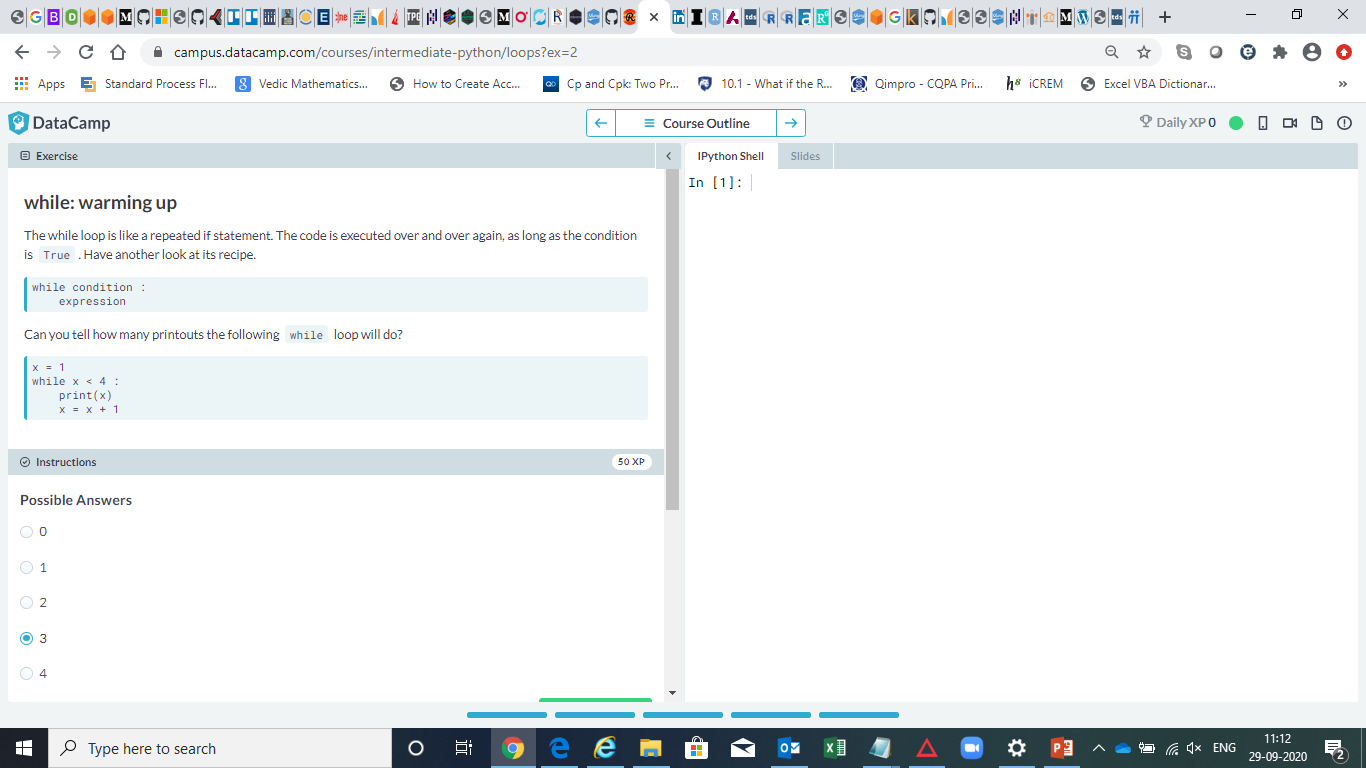 campus.datacamp.com/courses/intermediate-python/loops?ex=2
Apps Standard Process Fl... Vedic Mathematics... How to Create Acc... Cp and Cpk: Two Pr... 10.1 - What if the R... Qimpro - CQPA Pri... iCREM Excel VBA Dictionar... »
DataCamp
Course Outline
Daily XP 0
Exercise
IPython Shell Slides
In [1]:
while: warming up
The while loop is like a repeated if statement. The code is executed over and over again, as long as the condition
is True . Have another look at its recipe.
while condition :
    expression
Can you tell how many printouts the following while loop will do?
x = 1
while x < 4 :
    print(x)
    x = x + 1
Instructions 50 XP
Possible Answers
0
1
2
3
4
Type here to search
ENG
11:12
29-09-2020
2